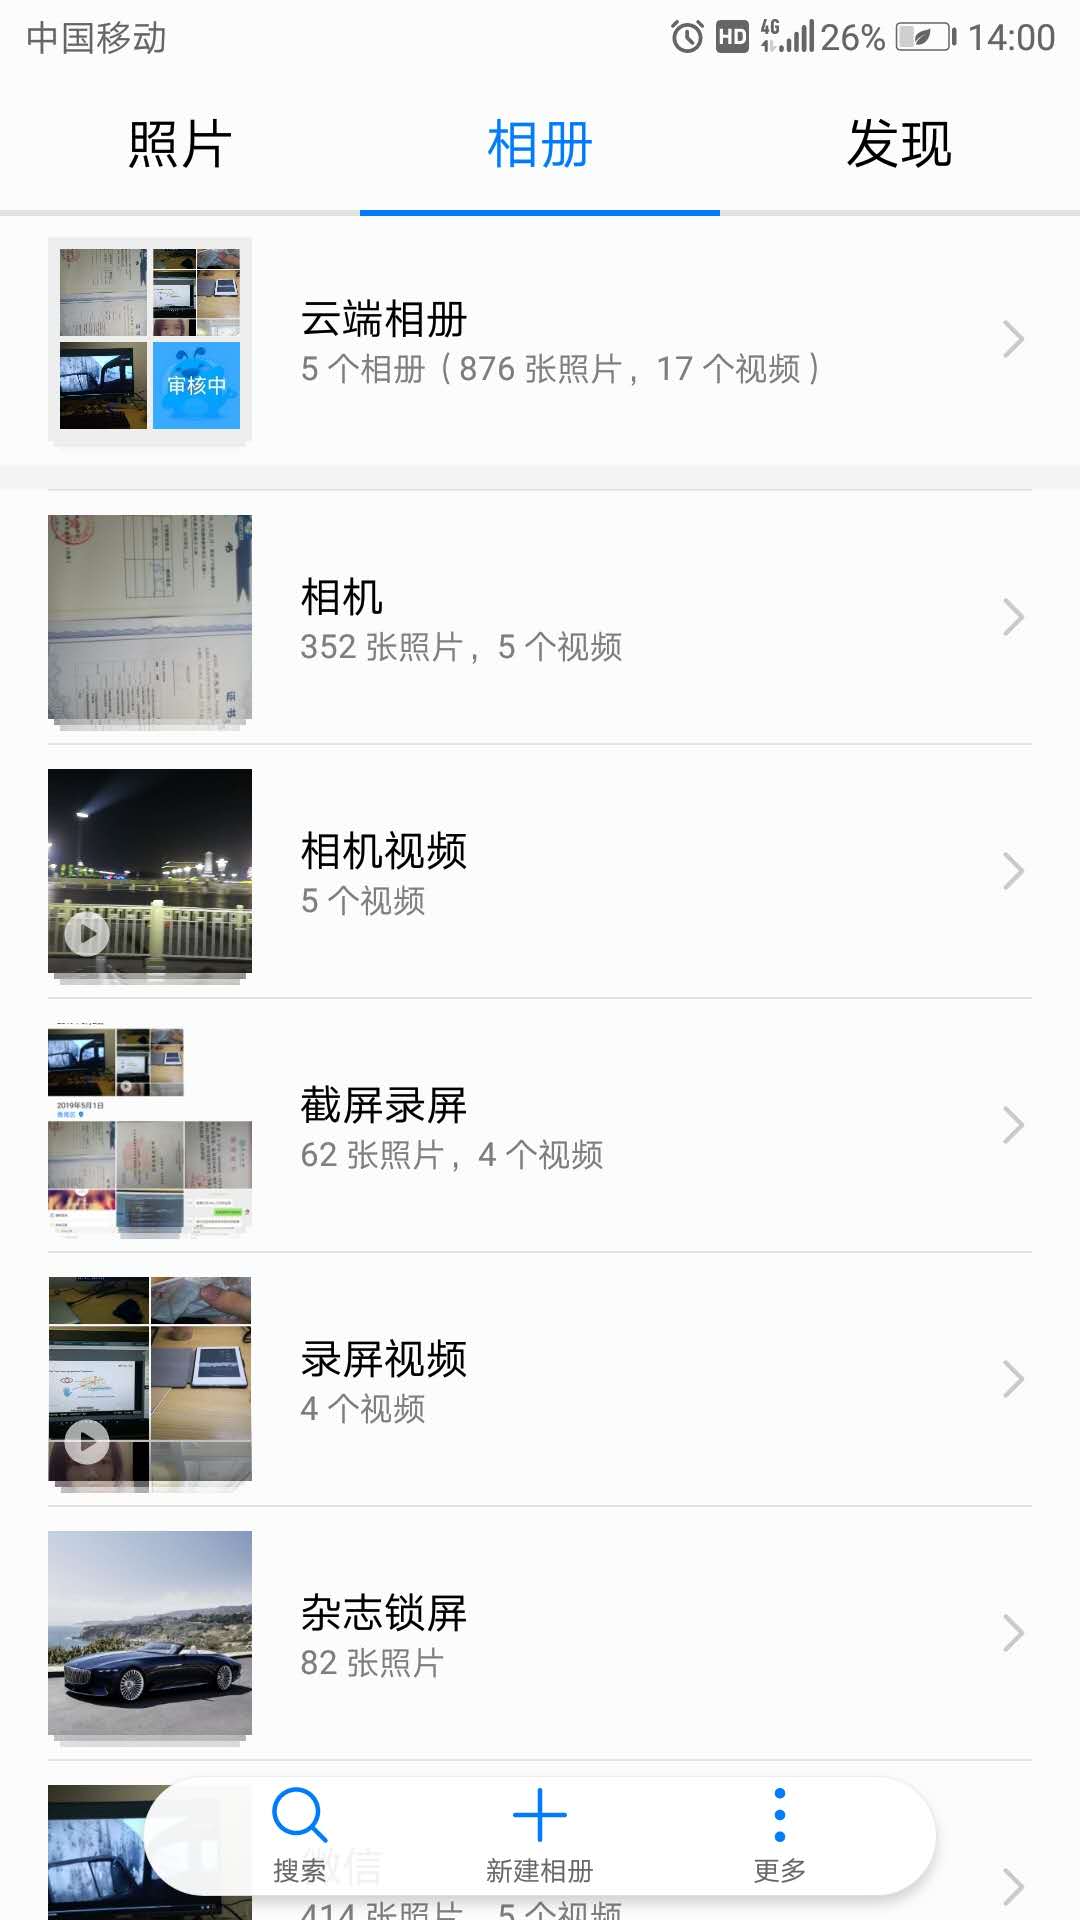 中国移动
HD 4G 26% 14:00
照片 相册 发现
审核中
云端相册
5 个相册（876 张照片，17 个视频）
证书
相机
352 张照片，5 个视频
相机视频
5 个视频
2019年5月1日
截屏录屏
62 张照片，4 个视频
录屏视频
4 个视频
杂志锁屏
82 张照片
微信
搜索 新建相册 更多
414 张照片，5 个视频